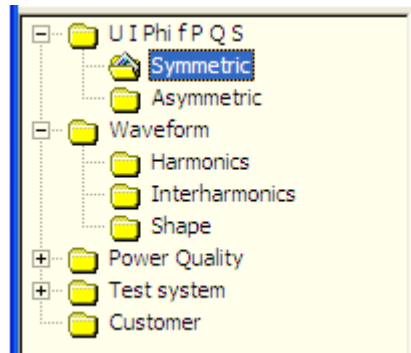 U I Phi f P Q S
Symmetric
Asymmetric
Waveform
Harmonics
Interharmonics
Shape
Power Quality
Test system
Customer